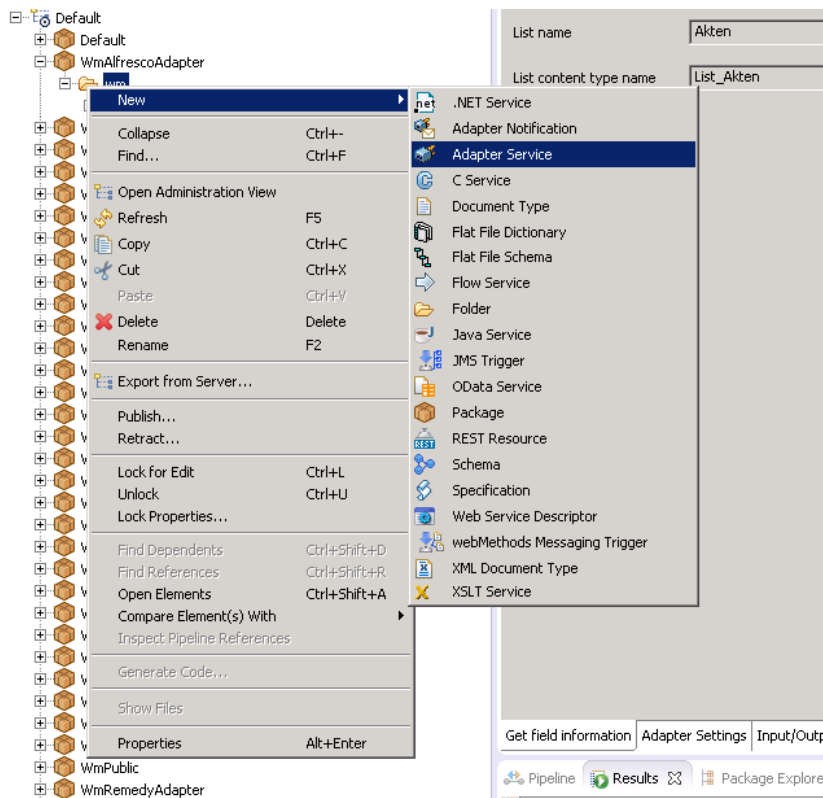 Default
Default
WmAlfrescoAdapter
wm
New
Collapse Ctrl+-
Find... Ctrl+F
Open Administration View
Refresh F5
Copy Ctrl+C
Cut Ctrl+X
Paste Ctrl+V
Delete Delete
Rename F2
Export from Server...
Publish...
Retract...
Lock for Edit Ctrl+L
Unlock Ctrl+U
Lock Properties...
Find Dependents Ctrl+Shift+D
Find References Ctrl+Shift+R
Open Elements Ctrl+Shift+A
Compare Element(s) With
Inspect Pipeline References
Generate Code...
Show Files
Properties Alt+Enter
WmPublic
WmRemedyAdapter
List name Akten
List content type name List_Akten
.NET Service
Adapter Notification
Adapter Service
C Service
Document Type
Flat File Dictionary
Flat File Schema
Flow Service
Folder
Java Service
JMS Trigger
OData Service
Package
REST Resource
Schema
Specification
Web Service Descriptor
webMethods Messaging Trigger
XML Document Type
XSLT Service
Get field information Adapter Settings Input/Outp
Pipeline Results Package Explore